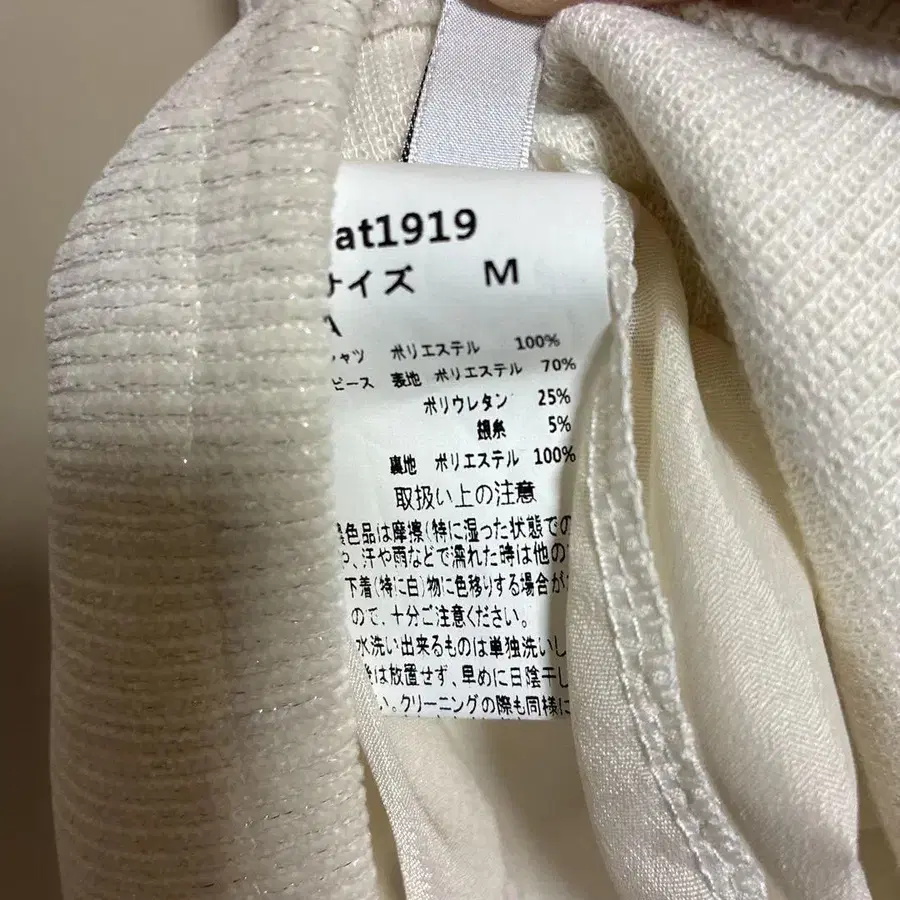 at1919
サイズ M
シャツ ポリエステル 100%
ピース 表地 ポリエステル 70%
ポリウレタン 25%
銀糸 5%
裏地 ポリエステル 100%
取扱い上の注意
色品は摩擦(特に湿った状態での
や、汗や雨などで濡れた時は他の
下着(特に白)物に色移りする場合が
ので、十分ご注意ください。
水洗い出来るものは単独洗いし
は放置せず、早めに日陰干し
い。クリーニングの際も同様に